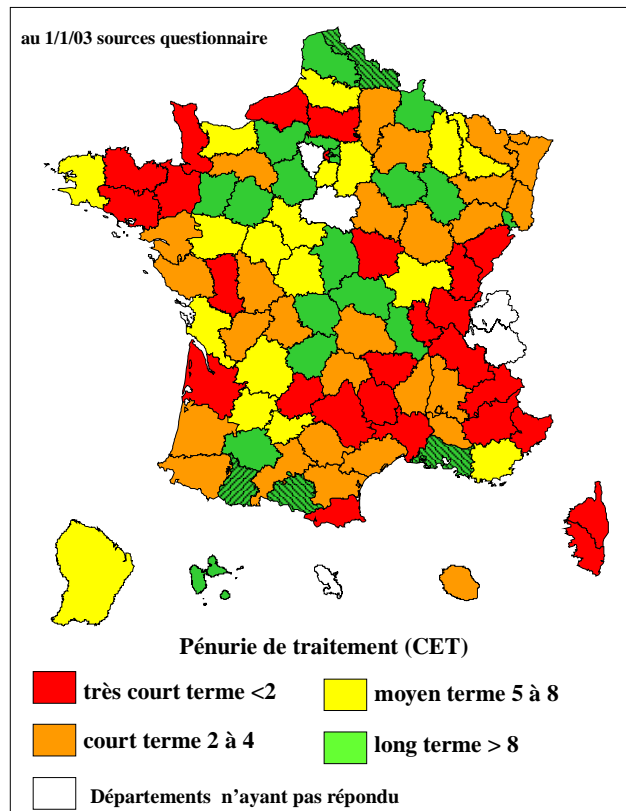 au 1/1/03 sources questionnaire
Pénurie de traitement (CET)
très court terme <2
moyen terme 5 à 8
court terme 2 à 4
long terme > 8
Départements n'ayant pas répondu